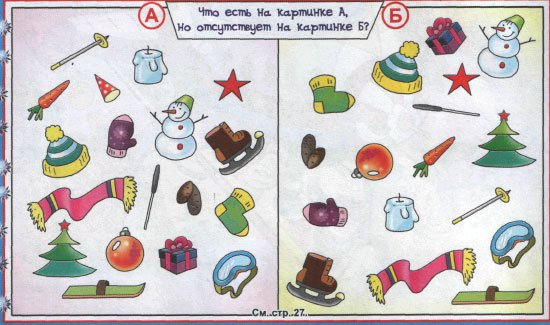 А
Что есть на картинке А,
но отсутствует на картинке Б?
Б
См..стр..27..